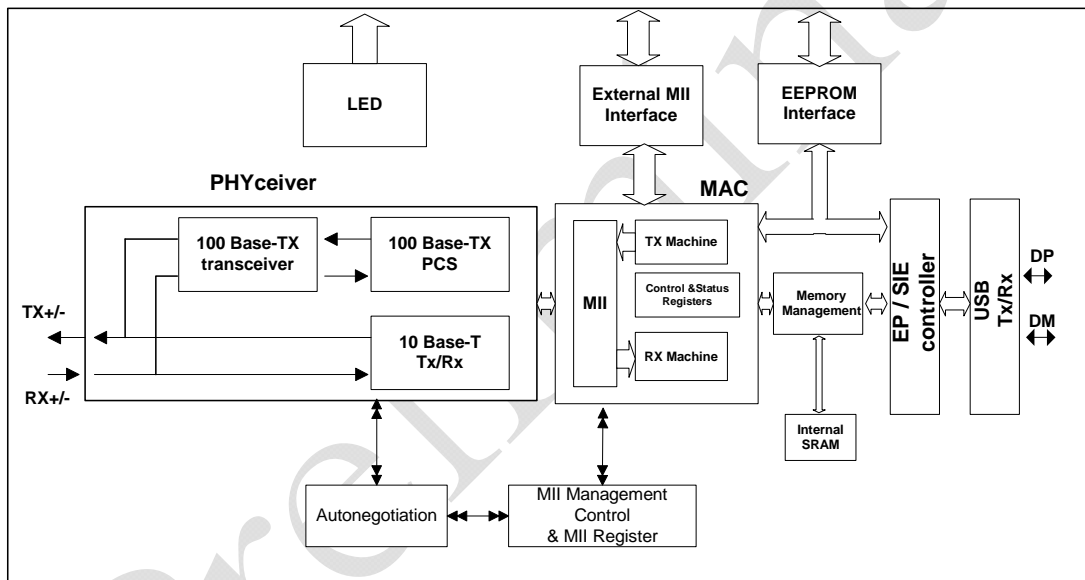 LED
External MII
Interface
EEPROM
Interface
PHYceiver
MAC
100 Base-TX
transceiver
100 Base-TX
PCS
10 Base-T
Tx/Rx
TX+/-
RX+/-
MII
TX Machine
Control &Status
Registers
RX Machine
Memory
Management
Internal
SRAM
EP / SIE
controller
USB
Tx/Rx
DP
DM
Autonegotiation
MII Management
Control
& MII Register